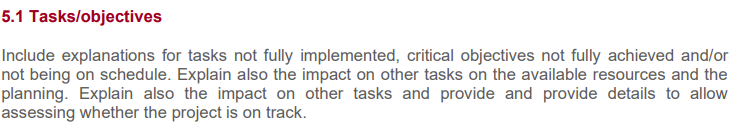 5.1 Tasks/objectives
Include explanations for tasks not fully implemented, critical objectives not fully achieved and/or
not being on schedule. Explain also the impact on other tasks on the available resources and the
planning. Explain also the impact on other tasks and provide and provide details to allow
assessing whether the project is on track.